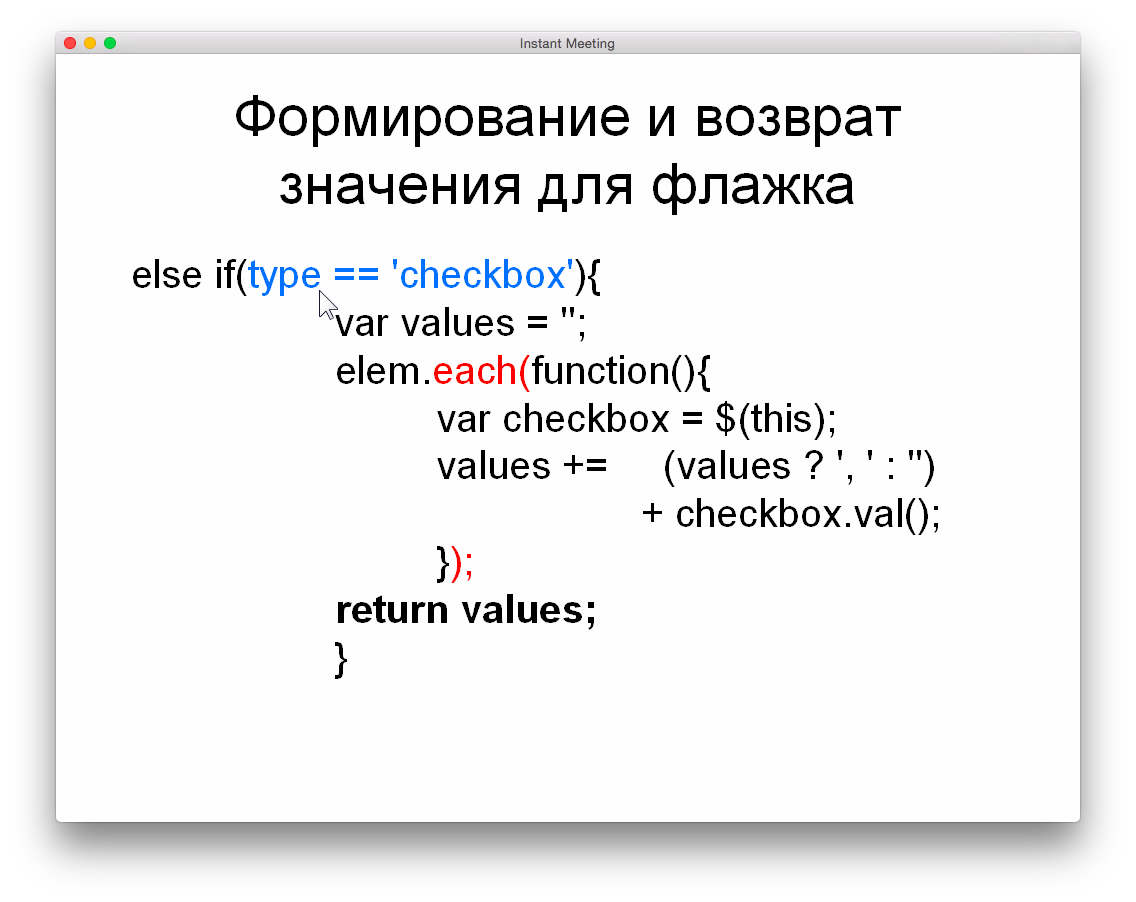 Instant Meeting
Формирование и возврат
значения для флажка
else if(type == 'checkbox'){
var values = '';
elem.each(function(){
var checkbox = $(this);
values += (values ? ', ' : '')
+ checkbox.val();
});
return values;
}